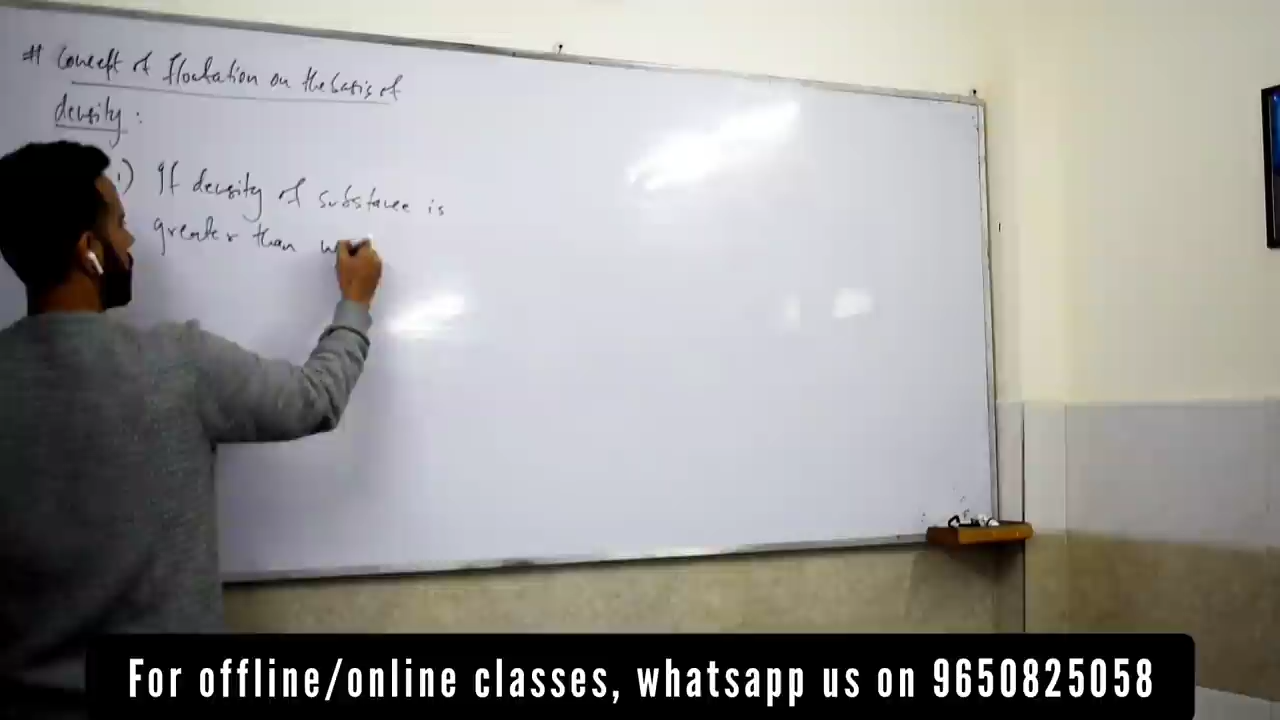 # Concept of floatation on the basis of
density :
i) If density of substance is
greater than w
For offline/online classes, whatsapp us on 9650825058